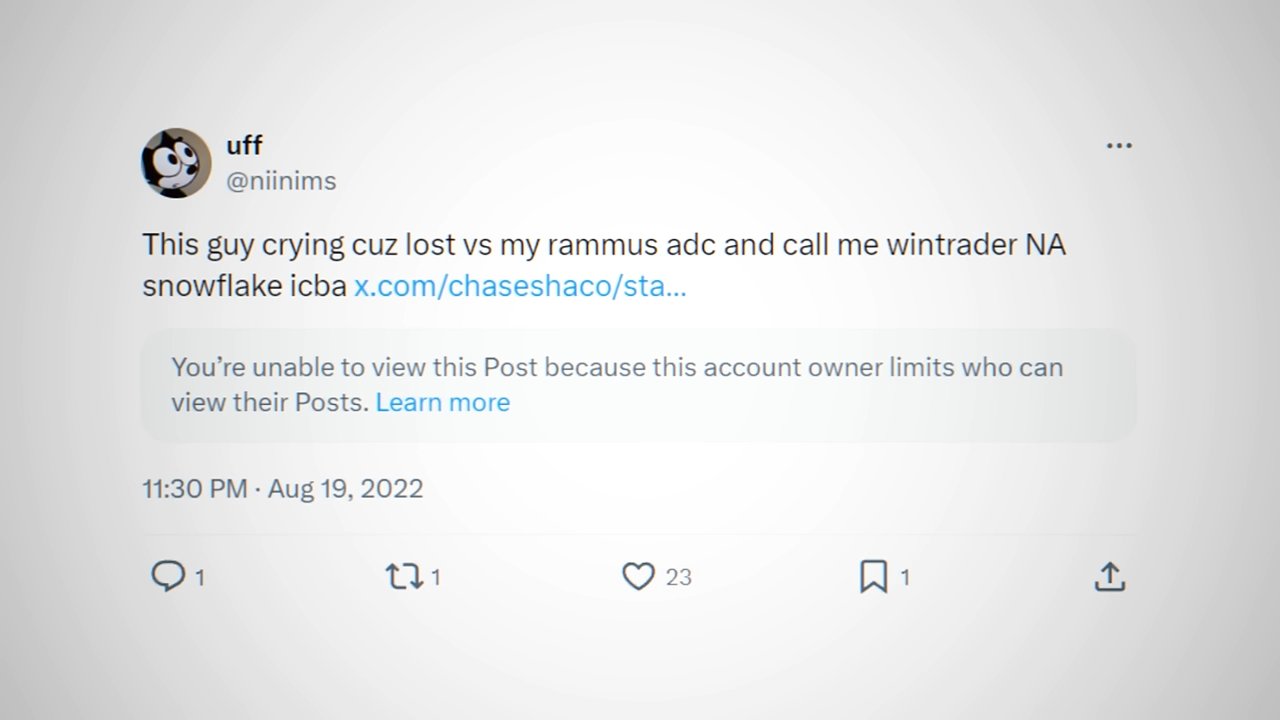 uff
@niinims
This guy crying cuz lost vs my rammus adc and call me wintrader NA
snowflake icba x.com/chaseshaco/sta...
You’re unable to view this Post because this account owner limits who can
view their Posts. Learn more
11:30 PM · Aug 19, 2022
1 1 23 1